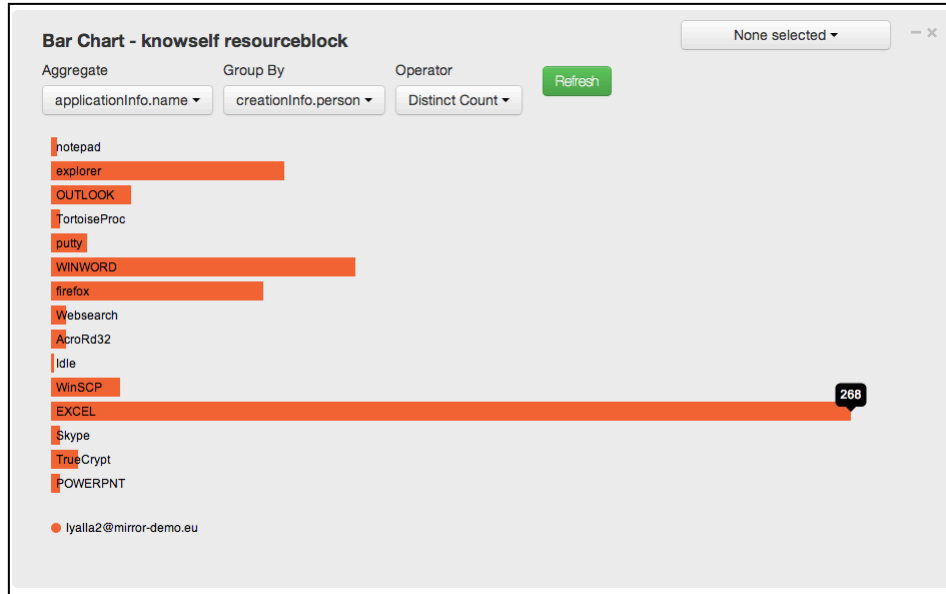 None selected
Bar Chart - knowself resourceblock
Aggregate Group By Operator
applicationInfo.name creationInfo.person Distinct Count Refresh
notepad
explorer
OUTLOOK
TortoiseProc
putty
WINWORD
firefox
Websearch
AcroRd32
Idle
WinSCP
268
EXCEL
Skype
TrueCrypt
POWERPNT
lyalla2@mirror-demo.eu